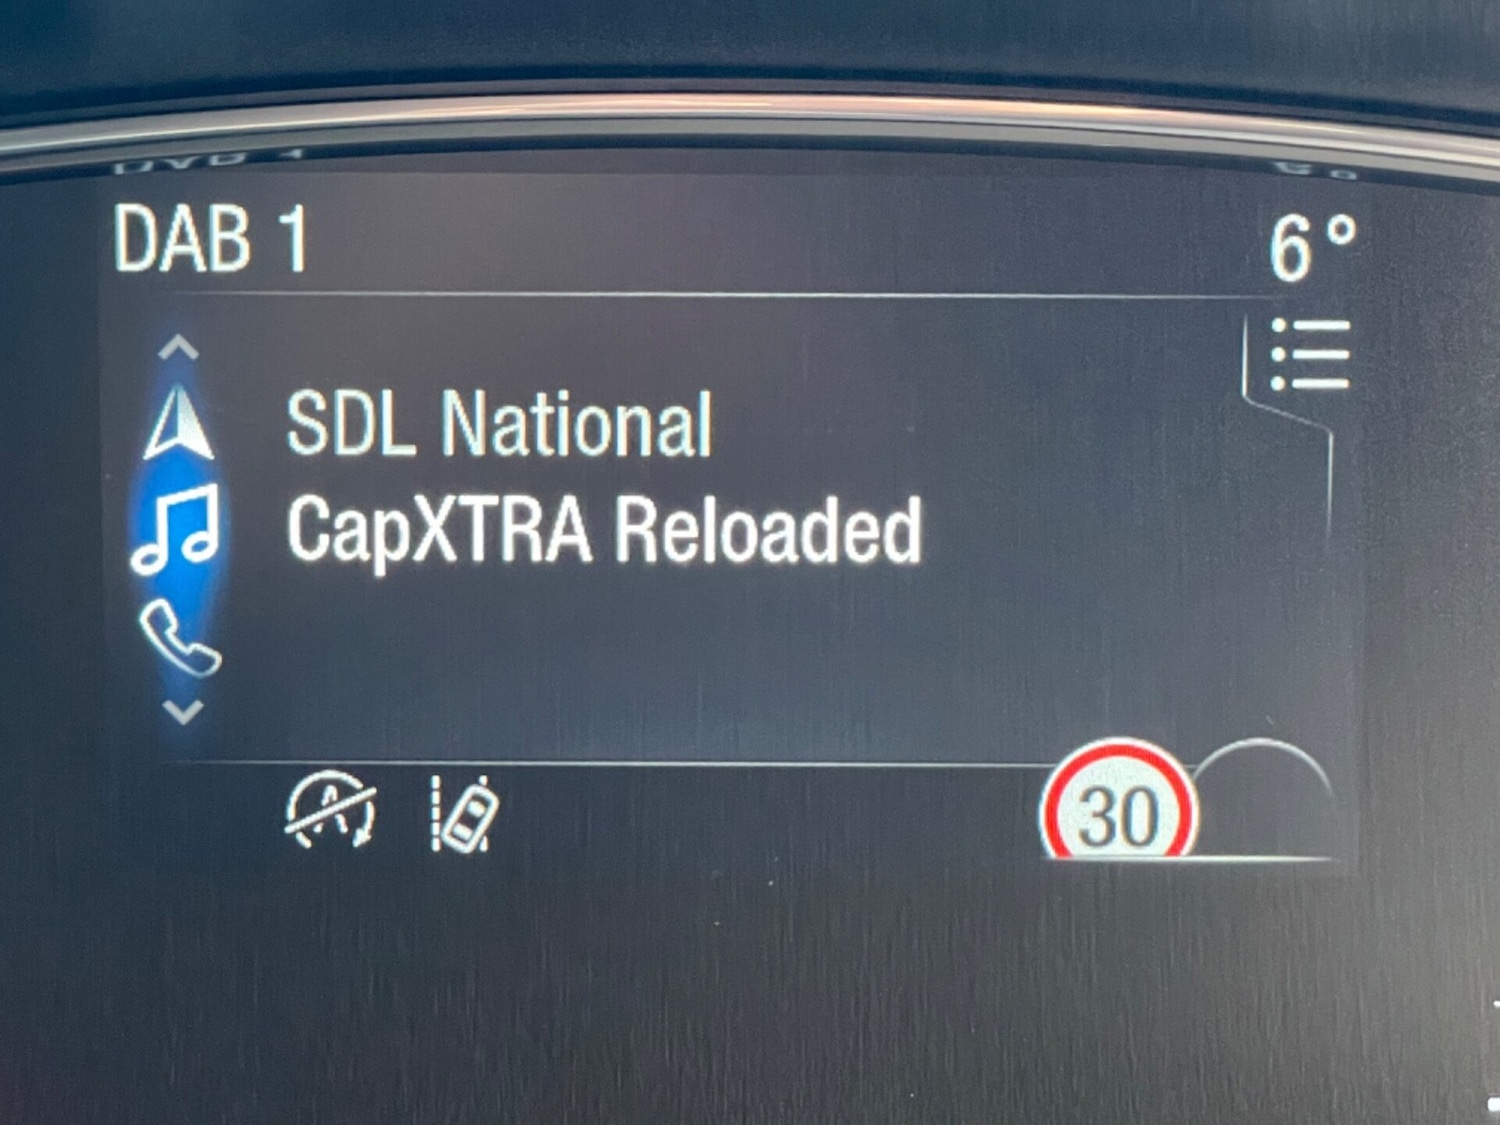 DAB 1
6°
SDL National
CapXTRA Reloaded
30